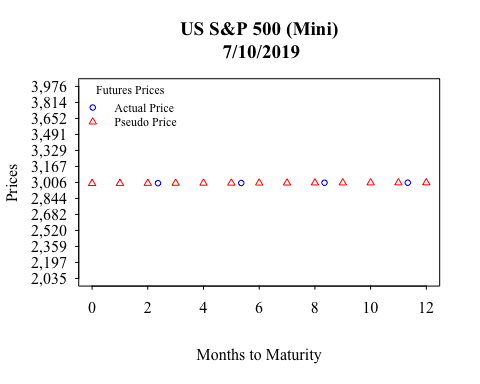 US S&P 500 (Mini)
7/10/2019
Futures Prices
Actual Price
Pseudo Price
Prices
3,976
3,814
3,652
3,491
3,329
3,167
3,006
2,844
2,682
2,520
2,359
2,197
2,035
0 2 4 6 8 10 12
Months to Maturity